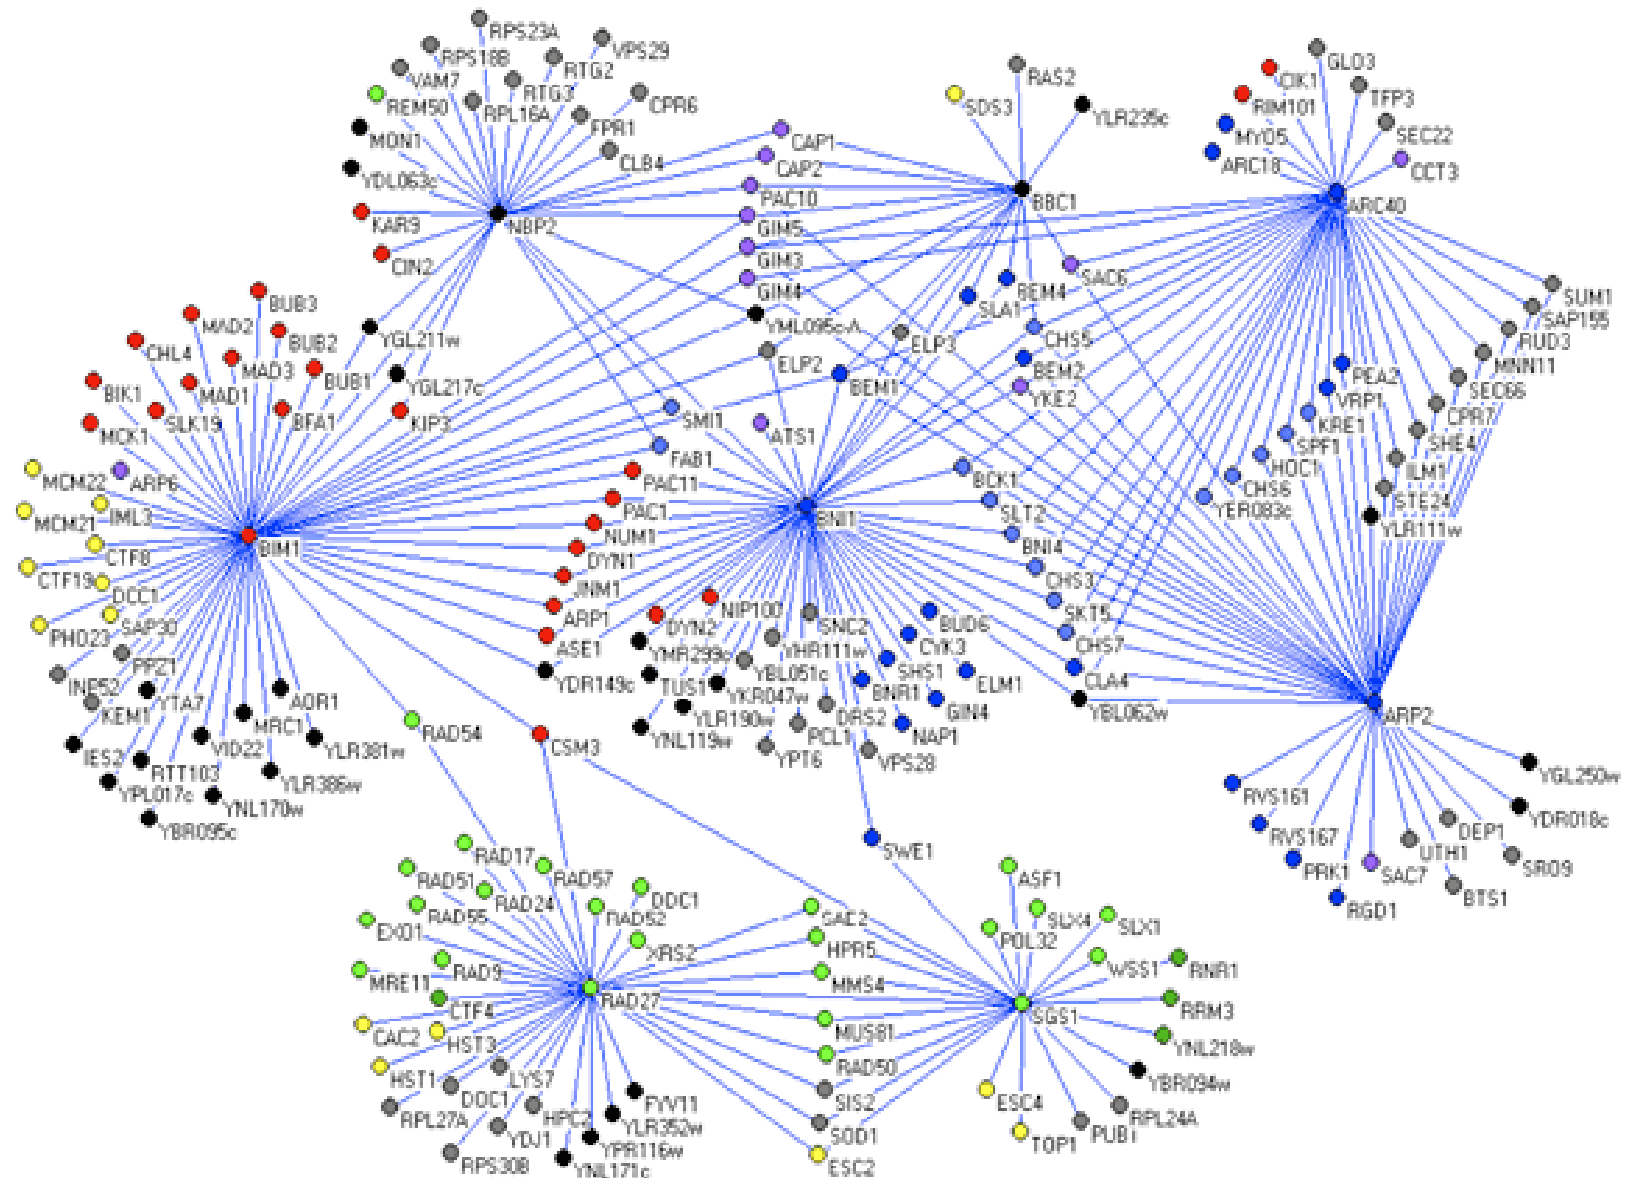 RPS23A
RPS18B
VPS29
RTG2
VAM7
RTG3
REM50
RPL16A
CPR6
FPR1
MON1
CLB4
YDL063c
KAR9
NBP2
CIN2
CAP1
CAP2
PAC10
GIM5
GIM3
GIM4
RAS2
SDS3
YLR235c
BBC1
SAC6
BEM4
SLA1
CHS5
BEM2
YKE2
GLO3
CIK1
TFP3
RIM101
MYO5
SEC22
ARC18
CCT3
ARC40
SUM1
SAP155
RUD3
MNN11
SEC66
CPR7
SHE4
ILM1
STE24
YLR111w
PEA2
VRP1
KRE1
SPF1
HOC1
CHS6
YER083c
BUB3
MAD2
BUB2
CHL4
MAD3
BUB1
BIK1
MAD1
SLK19
BFA1
MCK1
KIP3
YGL211w
YGL217c
YML095c-A
ELP3
ELP2
BEM1
SMI1
ATS1
FAB1
MCM22
ARP6
IML3
MCM21
CTF8
CTF19
DCC1
SAP30
PHO23
PPZ1
INP52
YTA7
KEM1
BIM1
AOR1
MRC1
VID22
YLR381w
IES2
RTT103
YLR386w
YPL017c
YNL170w
YBR095c
PAC11
PAC1
NUM1
DYN1
JNM1
ARP1
ASE1
YDR149c
BNI1
BCK1
SLT2
BNI4
CHS3
SKT5
CHS7
CLA4
YBL062w
NIP100
DYN2
SNC2
YMR299c
YHR111w
YBL051c
TUS1
YKR047w
YLR190w
DRS2
YNL119w
PCL1
YPT6
VPS28
BUD6
CYK3
SHS1
ELM1
BNR1
GIN4
NAP1
RAD54
CSM3
SWE1
ARP2
YGL250w
RVS161
YDR018c
DEP1
RVS167
UTH1
PRK1
SAC7
SRO9
BTS1
RGD1
RAD17
RAD51
RAD57
RAD24
DDC1
RAD55
RAD52
EXO1
XRS2
RAD9
MRE11
CTF4
RAD27
CAC2
HST3
HST1
LYS7
DOC1
RPL27A
HPC2
FYV11
YLR352w
YDJ1
YPR116w
RPS30B
YNL171c
SAE2
HPR5
MMS4
MUS81
RAD50
SIS2
SOD1
ESC2
ASF1
SLX4
SLX1
POL32
WSS1
RNR1
SGS1
RRM3
YNL218w
YBR094w
ESC4
RPL24A
PUB1
TOP1